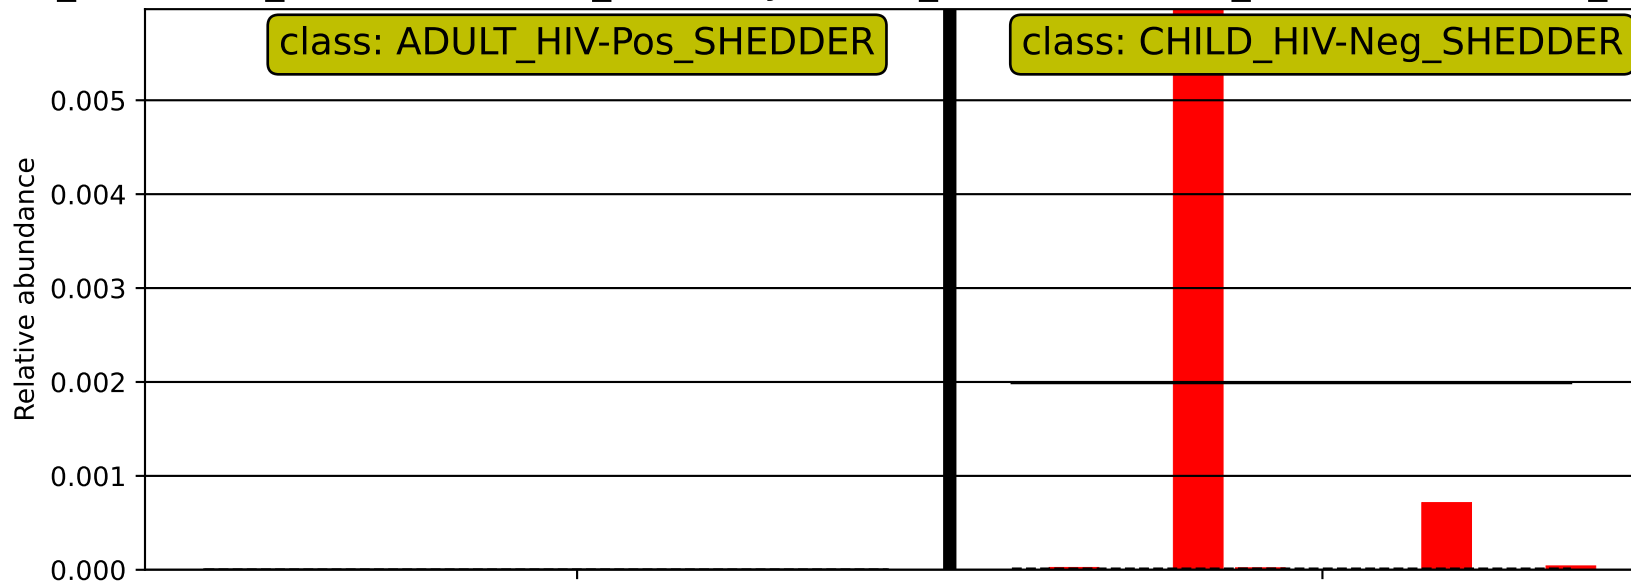 class: ADULT_HIV-Pos_SHEDDER
class: CHILD_HIV-Neg_SHEDDER
Relative abundance
0.005
0.004
0.003
0.002
0.001
0.000